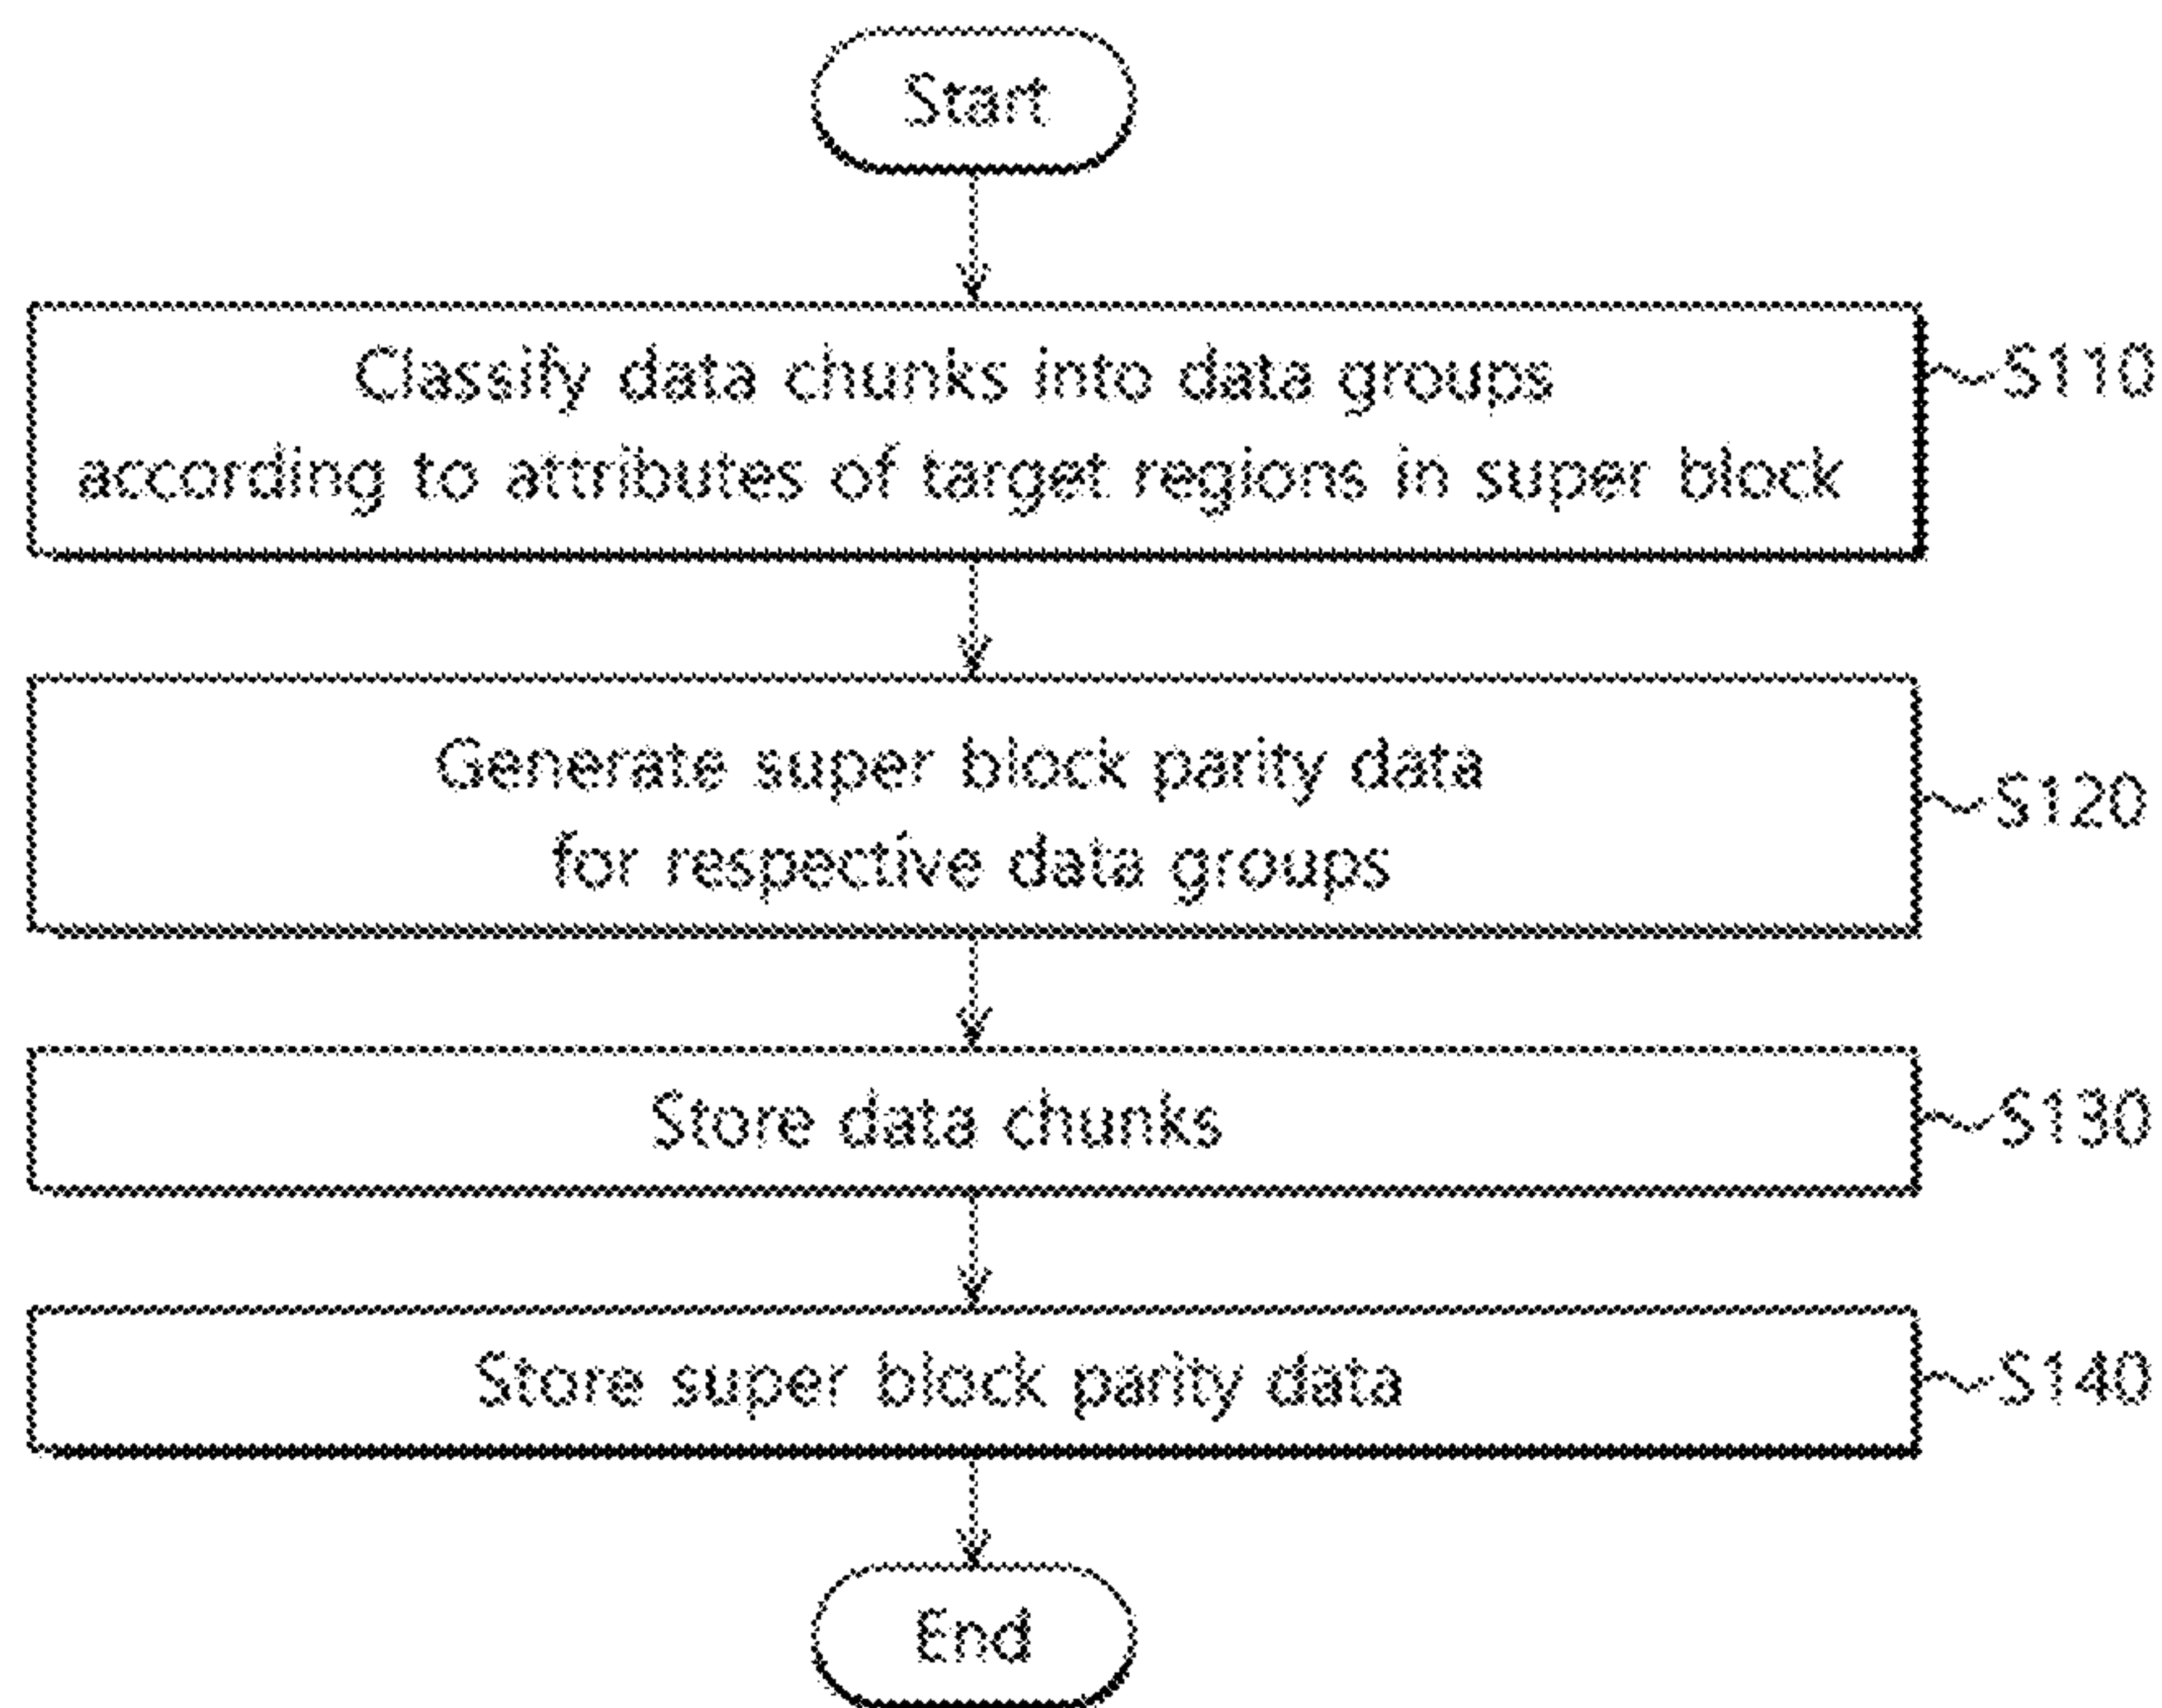 Start
Classify data chunks into data groups
according to attributes of target regions in super block
S110
Generate super block parity data
for respective data groups
S120
Store data chunks
S130
Store super block parity data
S140
End